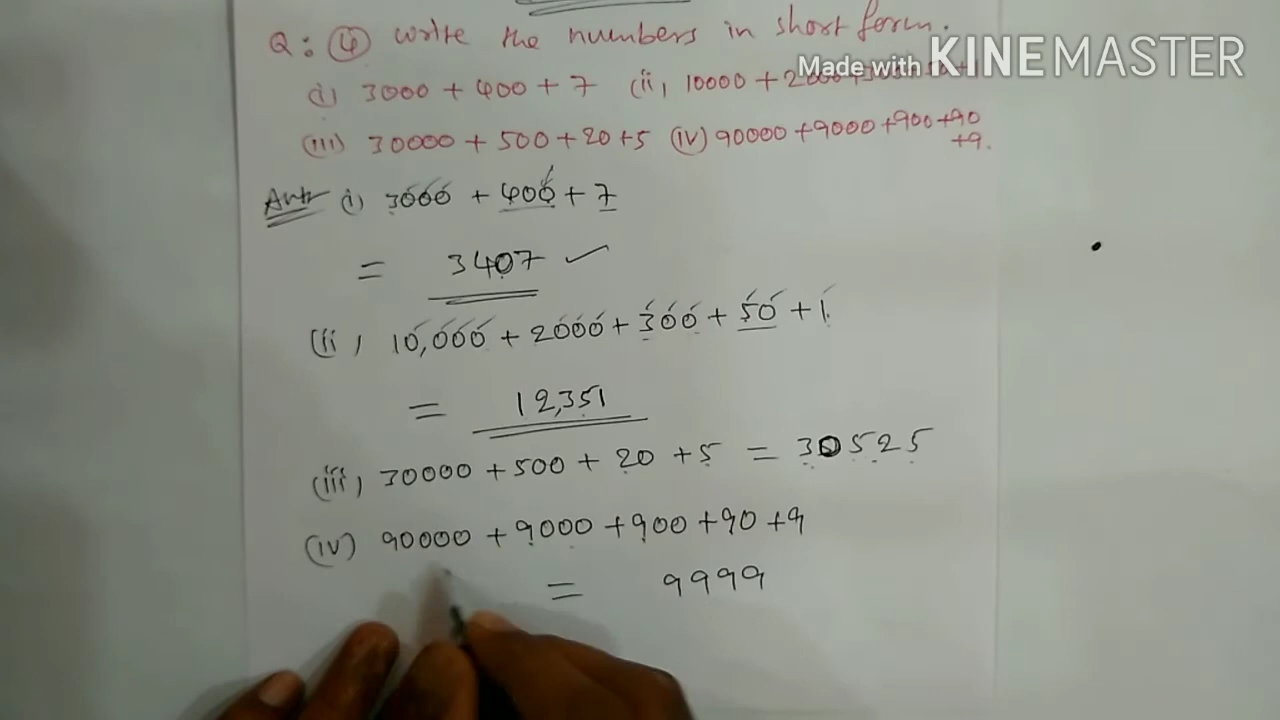 Q: ④ Write the numbers in short form.
Made with KINEMASTER
(i) 3000 + 400 + 7 (ii, 10000 + 2000+
(iii) 30000 + 500 + 20 +5 (iv) 90000 +9000 +900 +90
+9.
(i) 3000 + 400 + 7
= 3407 ✓
(ii, 10,000 + 2000 + 300 + 50 + 1
= 12,351
(iii, 30000 + 500 + 20 + 5 = 30525
(iv) 90000 + 9000 + 900 + 90 + 9
= 9999